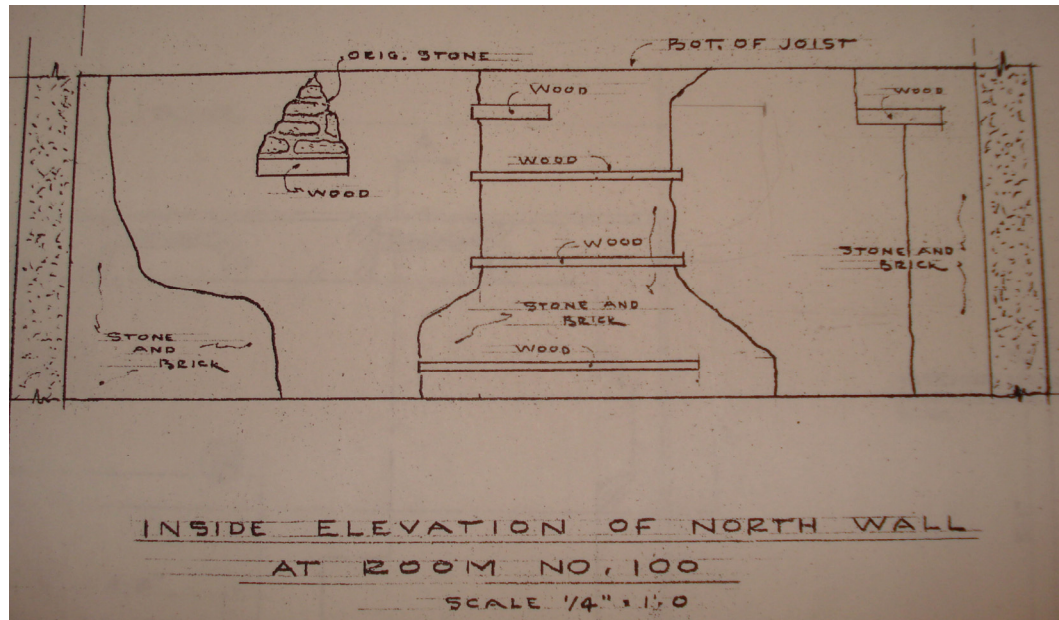 ORIG. STONE
BOT. OF JOIST
WOOD
WOOD
WOOD
WOOD
WOOD
STONE AND
BRICK
STONE AND
BRICK
STONE
AND
BRICK
WOOD
INSIDE ELEVATION OF NORTH WALL
AT ROOM NO. 100
SCALE 1/4" = 1'.0